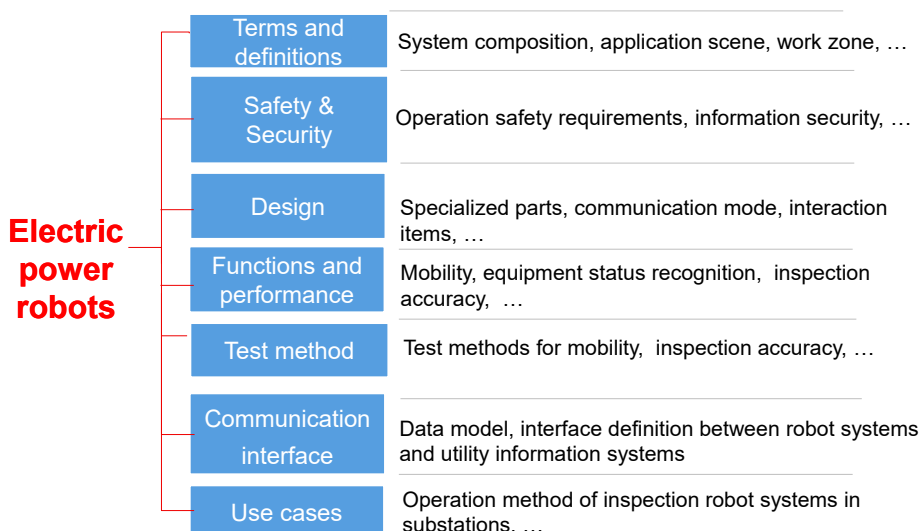 Terms and
definitions
System composition, application scene, work zone, …
Safety &
Security
Operation safety requirements, information security, …
Design
Specialized parts, communication mode, interaction
items, …
Electric
power
robots
Functions and
performance
Mobility, equipment status recognition, inspection
accuracy, …
Test method
Test methods for mobility, inspection accuracy, …
Communication
interface
Data model, interface definition between robot systems
and utility information systems
Use cases
Operation method of inspection robot systems in
substations, …